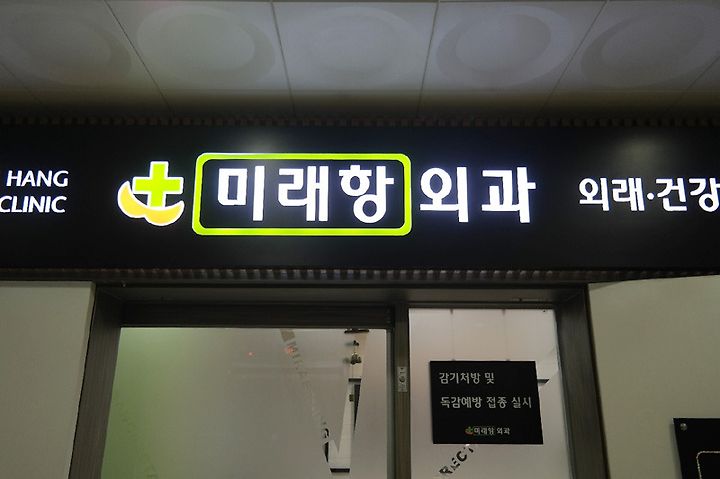 HANG
CLINIC
미래항 외과
외래·건강
감기처방 및
독감예방 접종 실시
미래항 외과
RECT